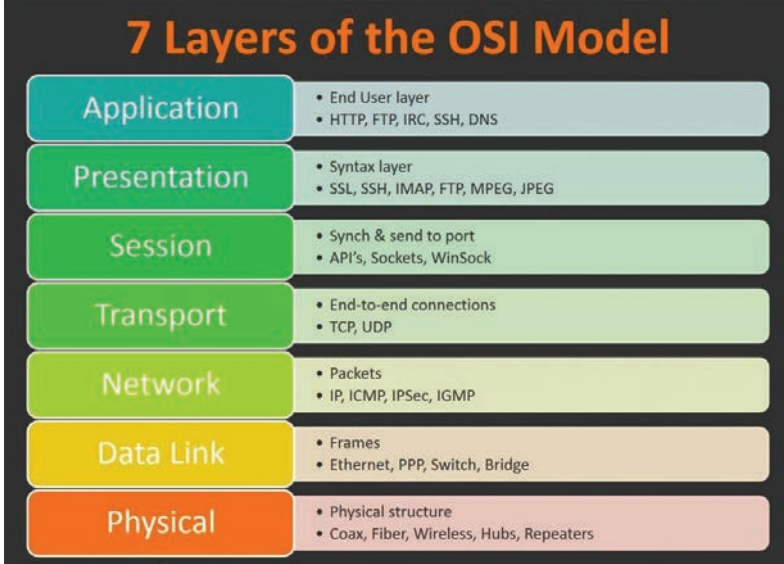 7 Layers of the OSI Model
Application
• End User layer
• HTTP, FTP, IRC, SSH, DNS
Presentation
• Syntax layer
• SSL, SSH, IMAP, FTP, MPEG, JPEG
Session
• Synch & send to port
• API's, Sockets, WinSock
Transport
• End-to-end connections
• TCP, UDP
Network
• Packets
• IP, ICMP, IPSec, IGMP
Data Link
• Frames
• Ethernet, PPP, Switch, Bridge
Physical
• Physical structure
• Coax, Fiber, Wireless, Hubs, Repeaters